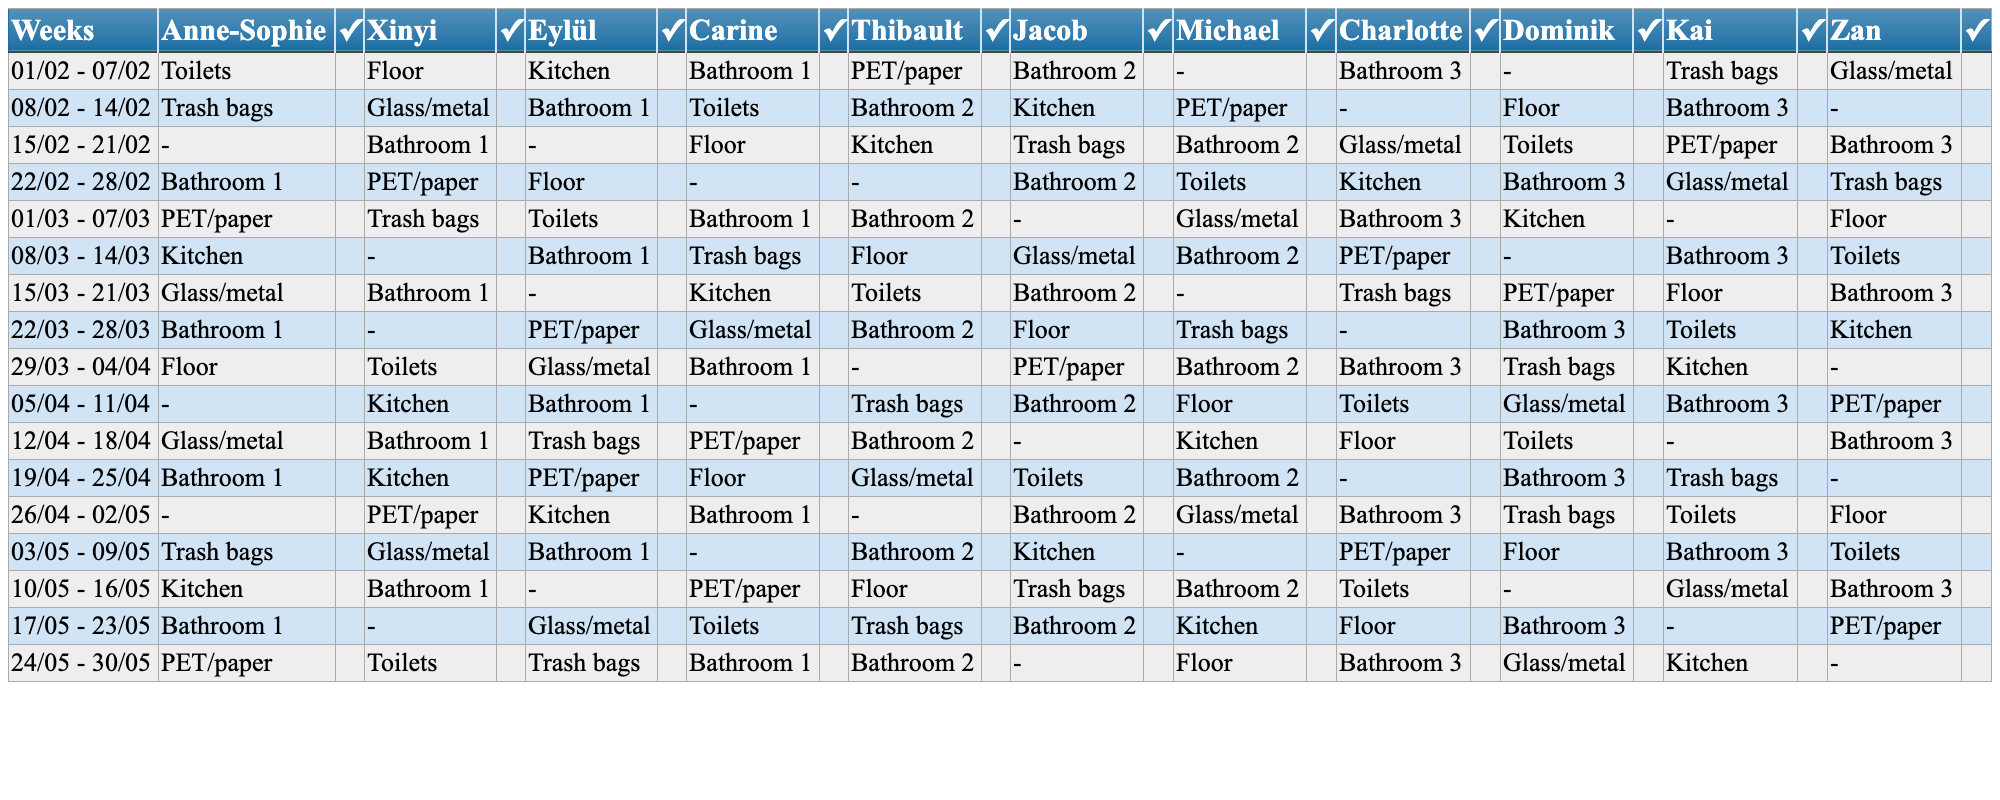 Weeks Anne-Sophie ✓ Xinyi ✓ Eylül ✓ Carine ✓ Thibault ✓ Jacob ✓ Michael ✓ Charlotte ✓ Dominik ✓ Kai ✓ Zan ✓
01/02 - 07/02 Toilets Floor Kitchen Bathroom 1 PET/paper Bathroom 2 - Bathroom 3 - Trash bags Glass/metal
08/02 - 14/02 Trash bags Glass/metal Bathroom 1 Toilets Bathroom 2 Kitchen PET/paper - Floor Bathroom 3 -
15/02 - 21/02 - Bathroom 1 - Floor Kitchen Trash bags Bathroom 2 Glass/metal Toilets PET/paper Bathroom 3
22/02 - 28/02 Bathroom 1 PET/paper Floor - - Bathroom 2 Toilets Kitchen Bathroom 3 Glass/metal Trash bags
01/03 - 07/03 PET/paper Trash bags Toilets Bathroom 1 Bathroom 2 - Glass/metal Bathroom 3 Kitchen - Floor
08/03 - 14/03 Kitchen - Bathroom 1 Trash bags Floor Glass/metal Bathroom 2 PET/paper - Bathroom 3 Toilets
15/03 - 21/03 Glass/metal Bathroom 1 - Kitchen Toilets Bathroom 2 - Trash bags PET/paper Floor Bathroom 3
22/03 - 28/03 Bathroom 1 - PET/paper Glass/metal Bathroom 2 Floor Trash bags - Bathroom 3 Toilets Kitchen
29/03 - 04/04 Floor Toilets Glass/metal Bathroom 1 - PET/paper Bathroom 2 Bathroom 3 Trash bags Kitchen -
05/04 - 11/04 - Kitchen Bathroom 1 - Trash bags Bathroom 2 Floor Toilets Glass/metal Bathroom 3 PET/paper
12/04 - 18/04 Glass/metal Bathroom 1 Trash bags PET/paper Bathroom 2 - Kitchen Floor Toilets - Bathroom 3
19/04 - 25/04 Bathroom 1 Kitchen PET/paper Floor Glass/metal Toilets Bathroom 2 - Bathroom 3 Trash bags -
26/04 - 02/05 - PET/paper Kitchen Bathroom 1 - Bathroom 2 Glass/metal Bathroom 3 Trash bags Toilets Floor
03/05 - 09/05 Trash bags Glass/metal Bathroom 1 - Bathroom 2 Kitchen - PET/paper Floor Bathroom 3 Toilets
10/05 - 16/05 Kitchen Bathroom 1 - PET/paper Floor Trash bags Bathroom 2 Toilets - Glass/metal Bathroom 3
17/05 - 23/05 Bathroom 1 - Glass/metal Toilets Trash bags Bathroom 2 Kitchen Floor Bathroom 3 - PET/paper
24/05 - 30/05 PET/paper Toilets Trash bags Bathroom 1 Bathroom 2 - Floor Bathroom 3 Glass/metal Kitchen -